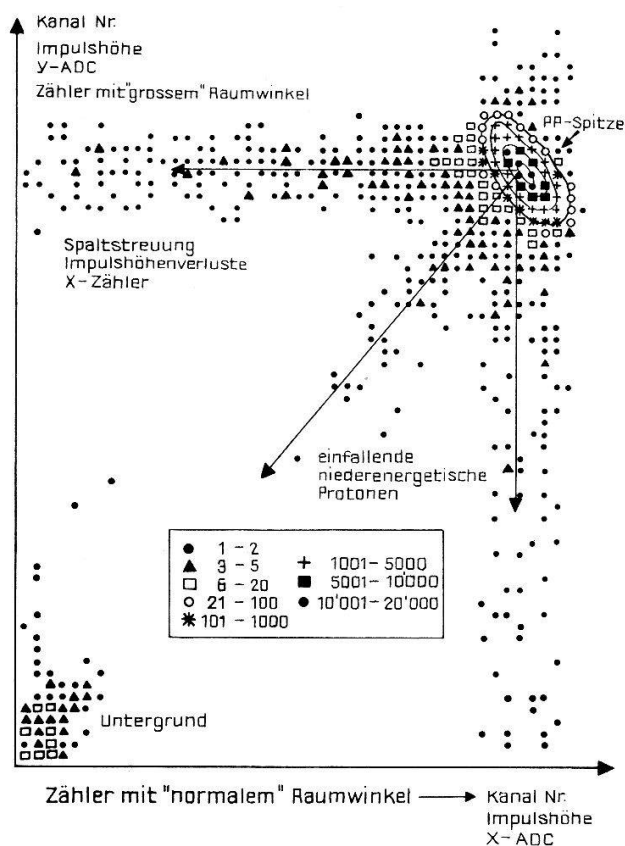 Kanal Nr.
Impulshöhe
Y-ADC
Zähler mit "grossem" Raumwinkel
PP-Spitze
Spaltstreuung
Impulshöhenverluste
X-Zähler
einfallende
niederenergetische
Protonen
1 - 2
3 - 5
6 - 20
21 - 100
101 - 1000
1001 - 5000
5001 - 10'000
10'001 - 20'000
Untergrund
Zähler mit "normalem" Raumwinkel
Kanal Nr.
Impulshöhe
X-ADC